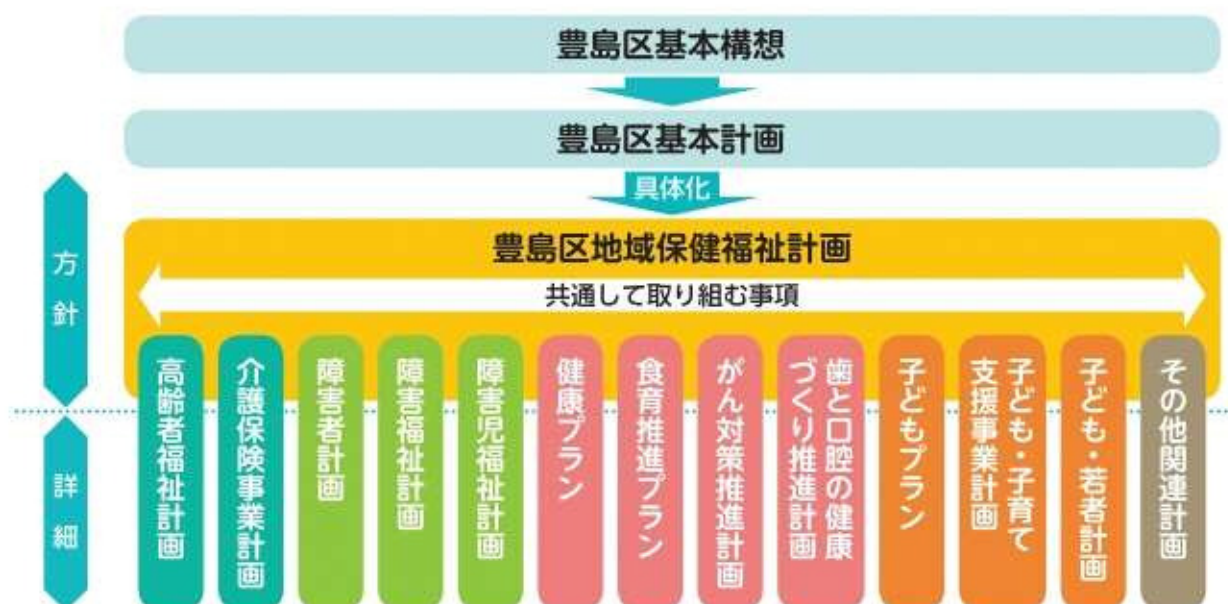 豊島区基本構想
豊島区基本計画
具体化
豊島区地域保健福祉計画
共通して取り組む事項
方針
詳細
高齢者福祉計画
介護保険事業計画
障害者計画
障害福祉計画
障害児福祉計画
健康プラン
食育推進プラン
がん対策推進計画
歯と口腔の健康
づくり推進計画
子どもプラン
子ども・子育て
支援事業計画
子ども・若者計画
その他関連計画